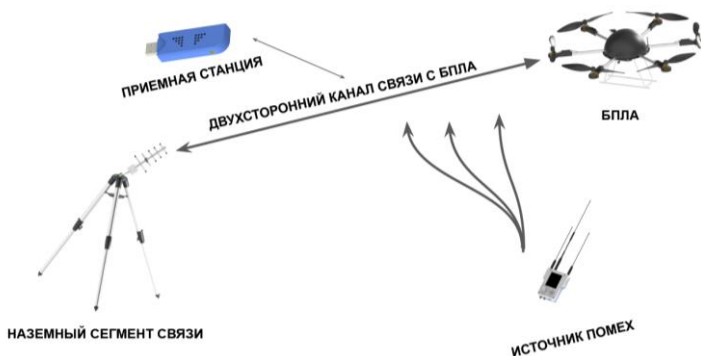 ПРИЕМНАЯ СТАНЦИЯ
ДВУХСТОРОННИЙ КАНАЛ СВЯЗИ С БПЛА
БПЛА
НАЗЕМНЫЙ СЕГМЕНТ СВЯЗИ
ИСТОЧНИК ПОМЕХ